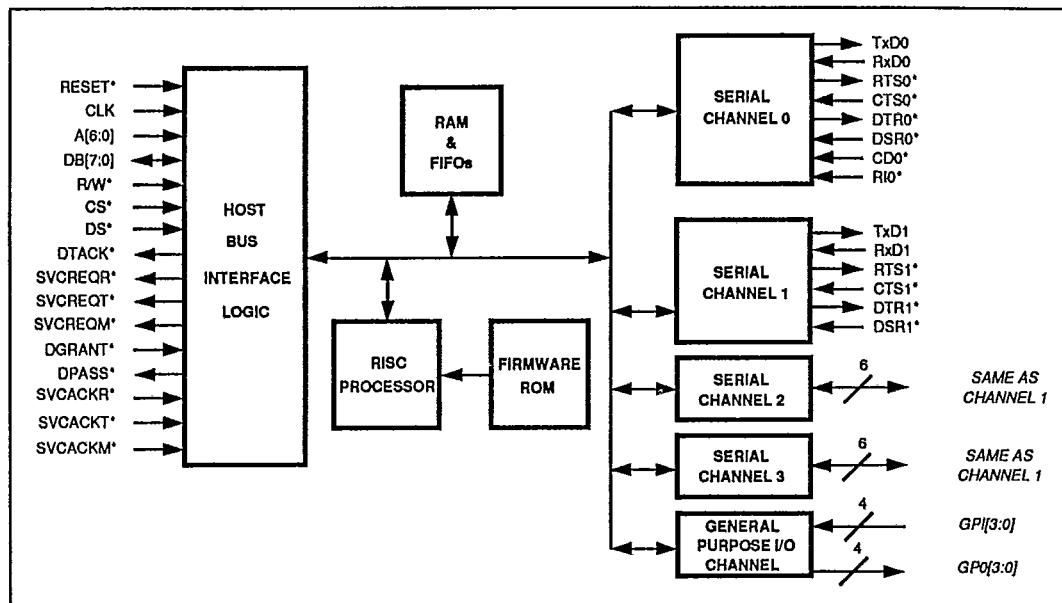 RESET*
CLK
A[6:0]
DB[7:0]
R/W*
CS*
DS*
DTACK*
SVCREQR*
SVCREQT*
SVCREQM*
DGRANT*
DPASS*
SVCACKR*
SVCACKT*
SVCACKM*
HOST
BUS
INTERFACE
LOGIC
RAM
&
FIFOs
RISC
PROCESSOR
FIRMWARE
ROM
SERIAL
CHANNEL 0
TxD0
RxD0
RTS0*
CTS0*
DTR0*
DSR0*
CD0*
RI0*
SERIAL
CHANNEL 1
TxD1
RxD1
RTS1*
CTS1*
DTR1*
DSR1*
SERIAL
CHANNEL 2
6
SAME AS
CHANNEL 1
SERIAL
CHANNEL 3
6
SAME AS
CHANNEL 1
GENERAL
PURPOSE I/O
CHANNEL
4
GPI[3:0]
4
GP0[3:0]